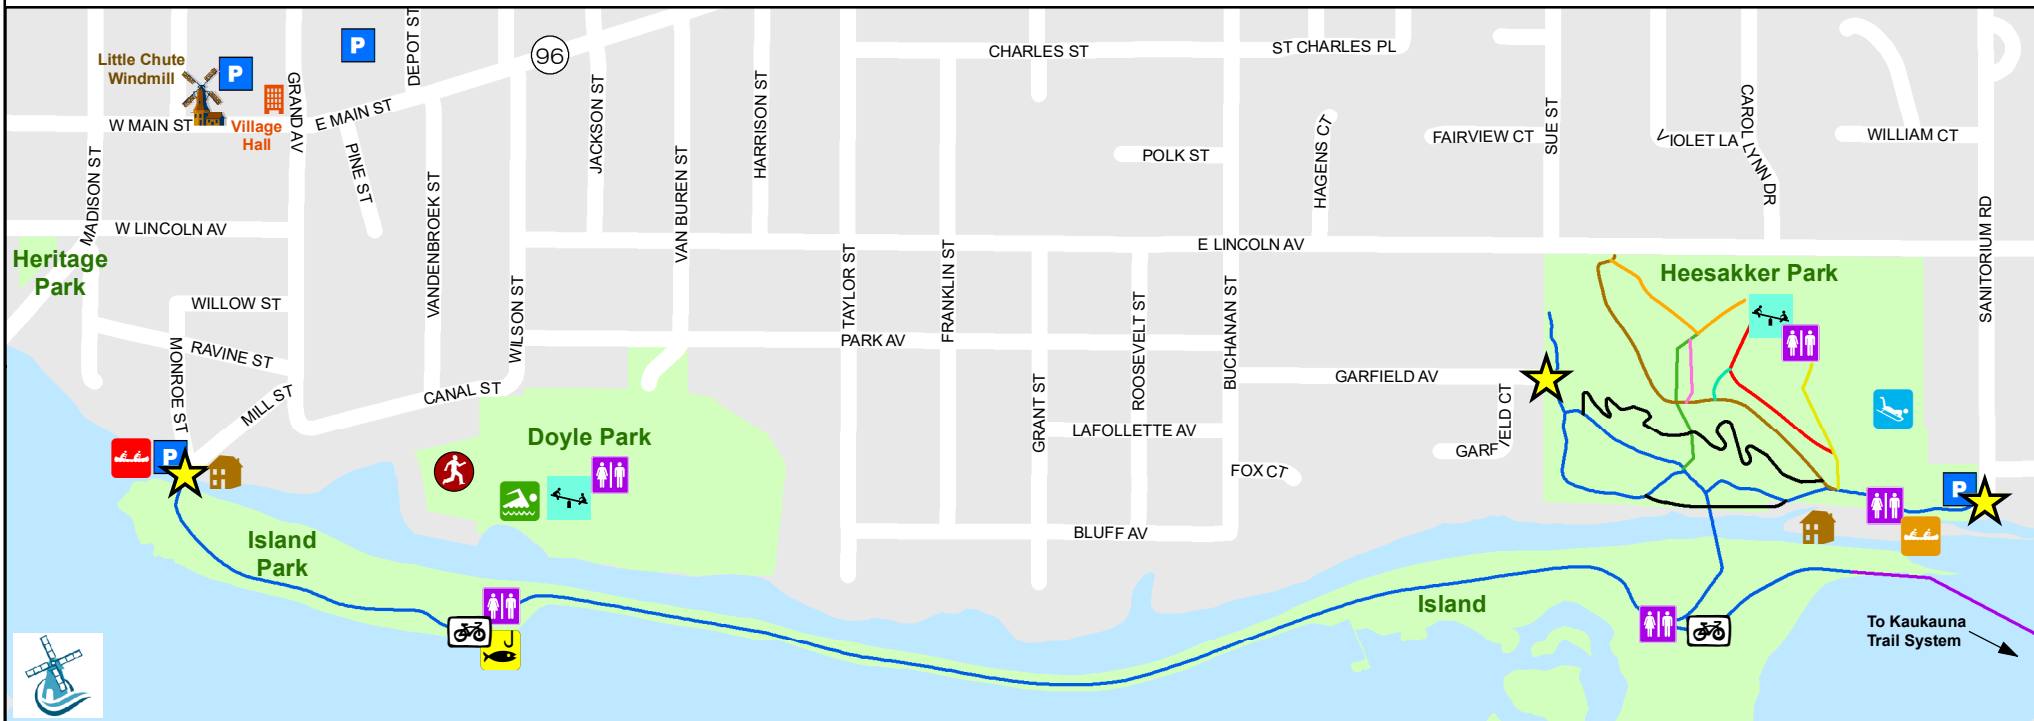 Little Chute
Windmill
P
P
DEPOT ST
96
CHARLES ST
ST CHARLES PL
W MAIN ST
Village
Hall
GRAND AV
E MAIN ST
PINE ST
JACKSON ST
HARRISON ST
POLK ST
HAGENS CT
FAIRVIEW CT
SUE ST
VIOLET LA
CAROL LYNN DR
WILLIAM CT
MADISON ST
W LINCOLN AV
VANDENBROEK ST
VAN BUREN ST
E LINCOLN AV
SANITORIUM RD
Heritage
Park
WILLOW ST
WILSON ST
TAYLOR ST
FRANKLIN ST
ROOSEVELT ST
BUCHANAN ST
Heesakker Park
MONROE ST
RAVINE ST
PARK AV
MILL ST
CANAL ST
GRANT ST
GARFIELD AV
Doyle Park
LAFOLLETTE AV
GARF
IELD CT
FOX CT
P
P
Island
Park
BLUFF AV
Island
To Kaukauna
Trail System